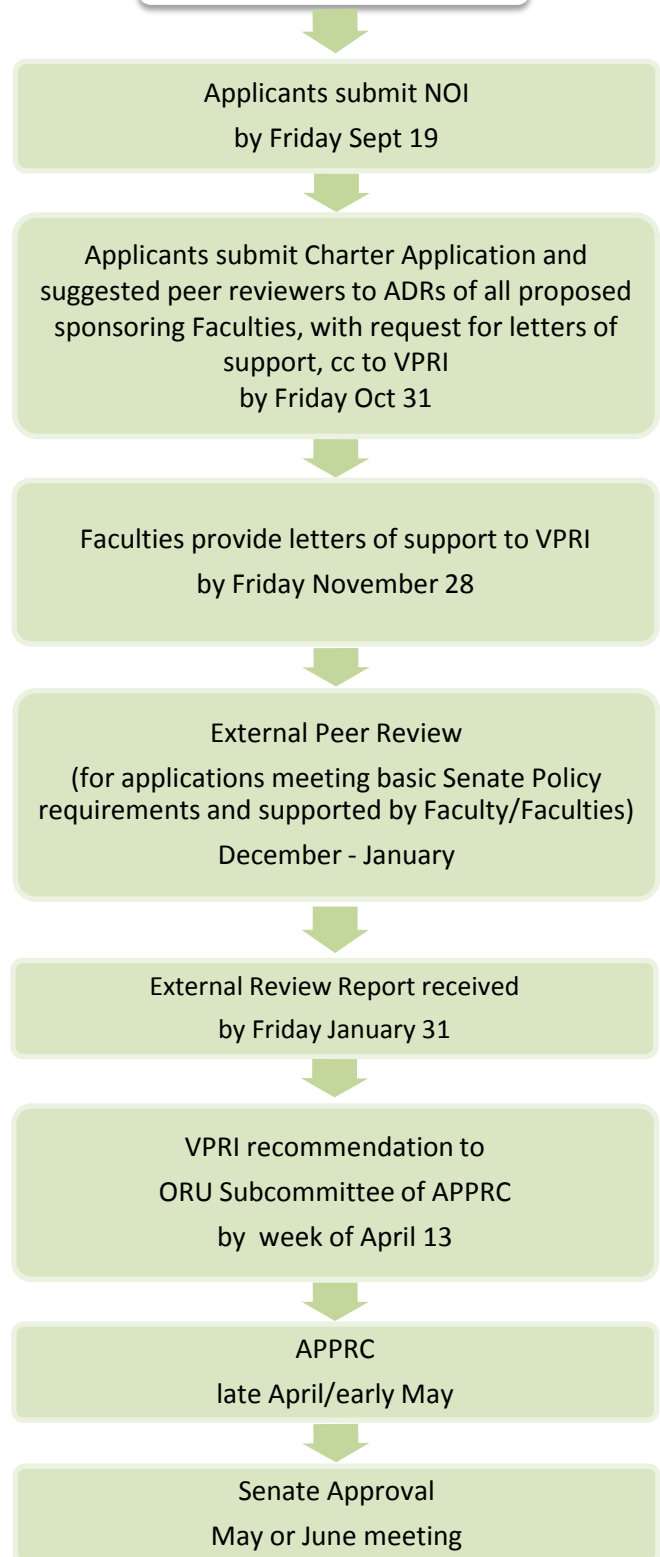 Applicants submit NOI
by Friday Sept 19
Applicants submit Charter Application and
suggested peer reviewers to ADRs of all proposed
sponsoring Faculties, with request for letters of
support, cc to VPRI
by Friday Oct 31
Faculties provide letters of support to VPRI
by Friday November 28
External Peer Review
(for applications meeting basic Senate Policy
requirements and supported by Faculty/Faculties)
December - January
External Review Report received
by Friday January 31
VPRI recommendation to
ORU Subcommittee of APPRC
by week of April 13
APPRC
late April/early May
Senate Approval
May or June meeting